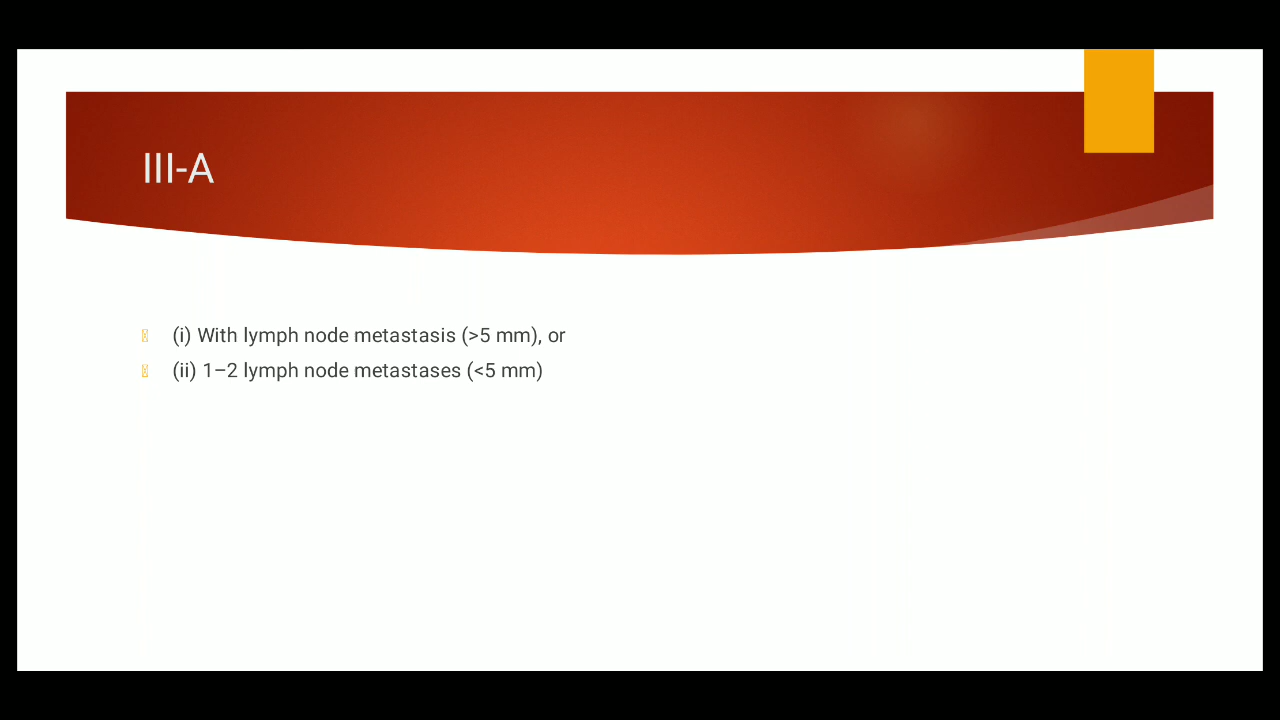 III-A
(i) With lymph node metastasis (>5 mm), or
(ii) 1–2 lymph node metastases (<5 mm)